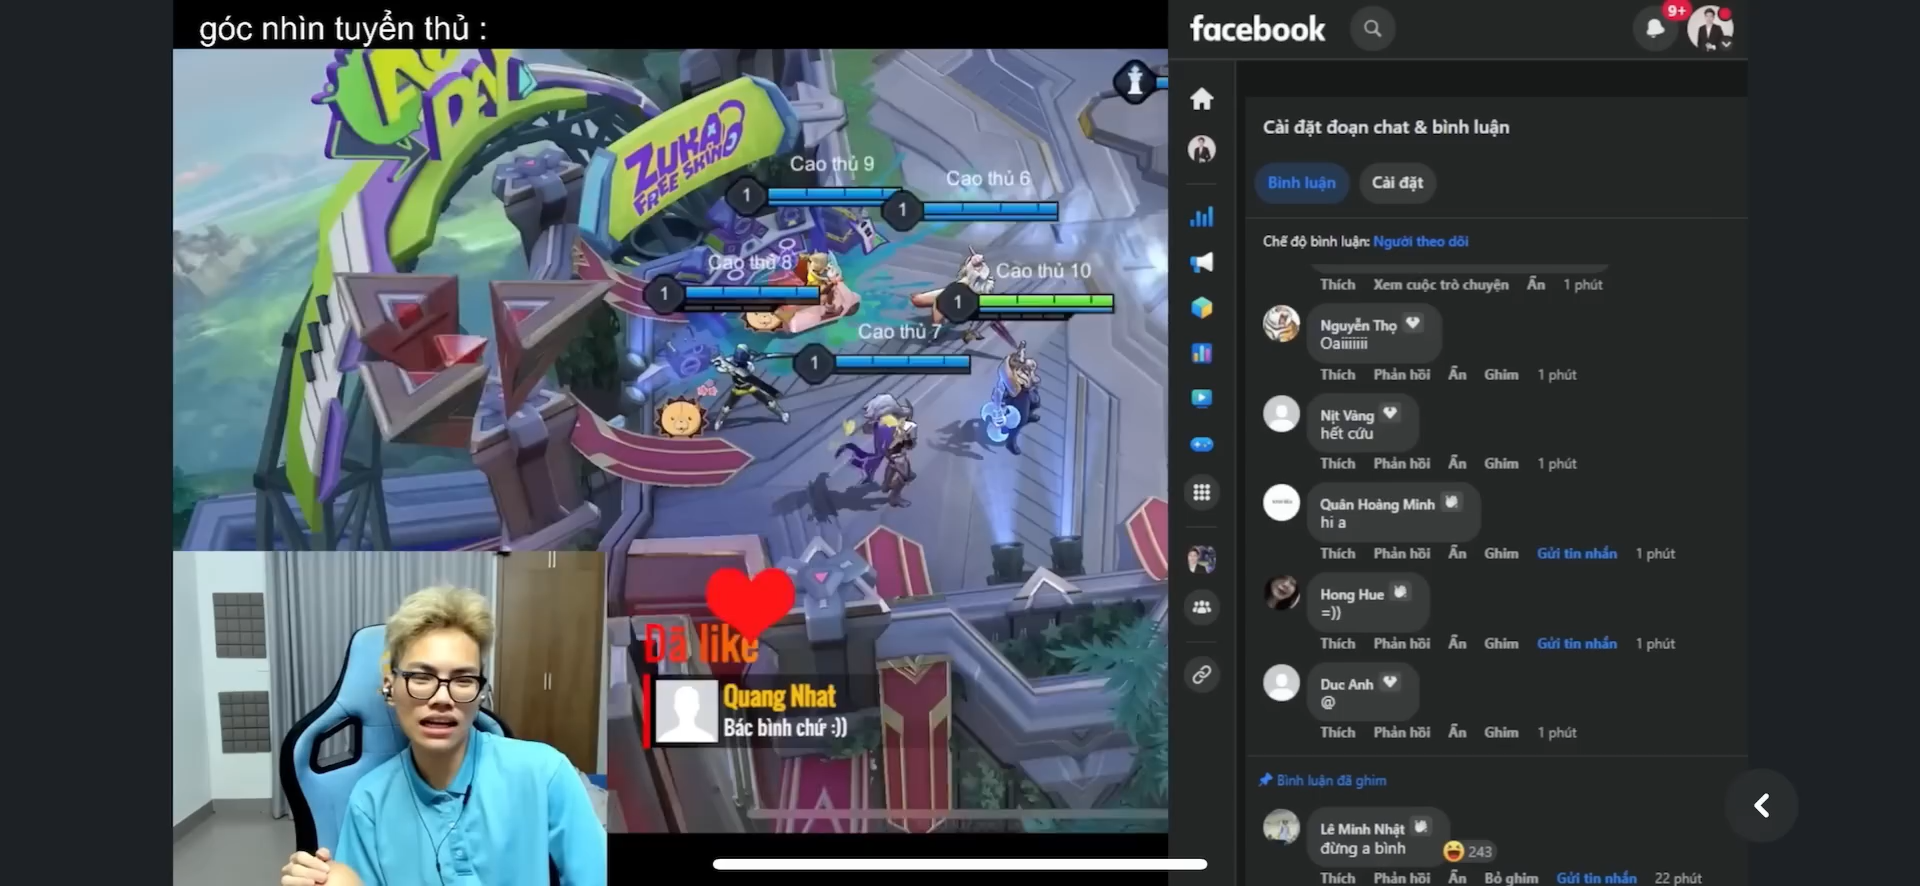 góc nhìn tuyển thủ :
DAY
ZUKA
FREE SKIN
Cao thủ 9
1
Cao thủ 6
1
Cao thủ 8
1
Cao thủ 10
1
Cao thủ 7
1
Đã like
Quang Nhat
Bác bình chứ :))
facebook
9+
Cài đặt đoạn chat & bình luận
Bình luận
Cài đặt
Chế độ bình luận: Người theo dõi
Thích Xem cuộc trò chuyện Ẩn 1 phút
Nguyễn Thọ
Oaiiiiiii
Thích Phản hồi Ẩn Ghim 1 phút
Nịt Vàng
hết cứu
Thích Phản hồi Ẩn Ghim 1 phút
Quân Hoàng Minh
hi a
Thích Phản hồi Ẩn Ghim Gửi tin nhắn 1 phút
Hong Hue
=))
Thích Phản hồi Ẩn Ghim Gửi tin nhắn 1 phút
Duc Anh
@
Thích Phản hồi Ẩn Ghim 1 phút
Bình luận đã ghim
Lê Minh Nhật
đừng a bình
243
Thích Phản hồi Ẩn Bỏ ghim Gửi tin nhắn 22 phút